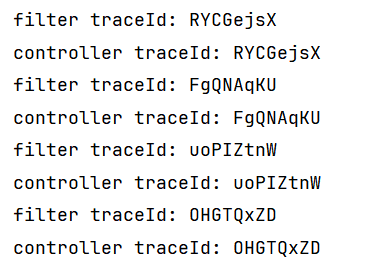 filter traceId: RYCGejsX
controller traceId: RYCGejsX
filter traceId: FgQNAqKU
controller traceId: FgQNAqKU
filter traceId: uoPIZtnW
controller traceId: uoPIZtnW
filter traceId: OHGTQxZD
controller traceId: OHGTQxZD